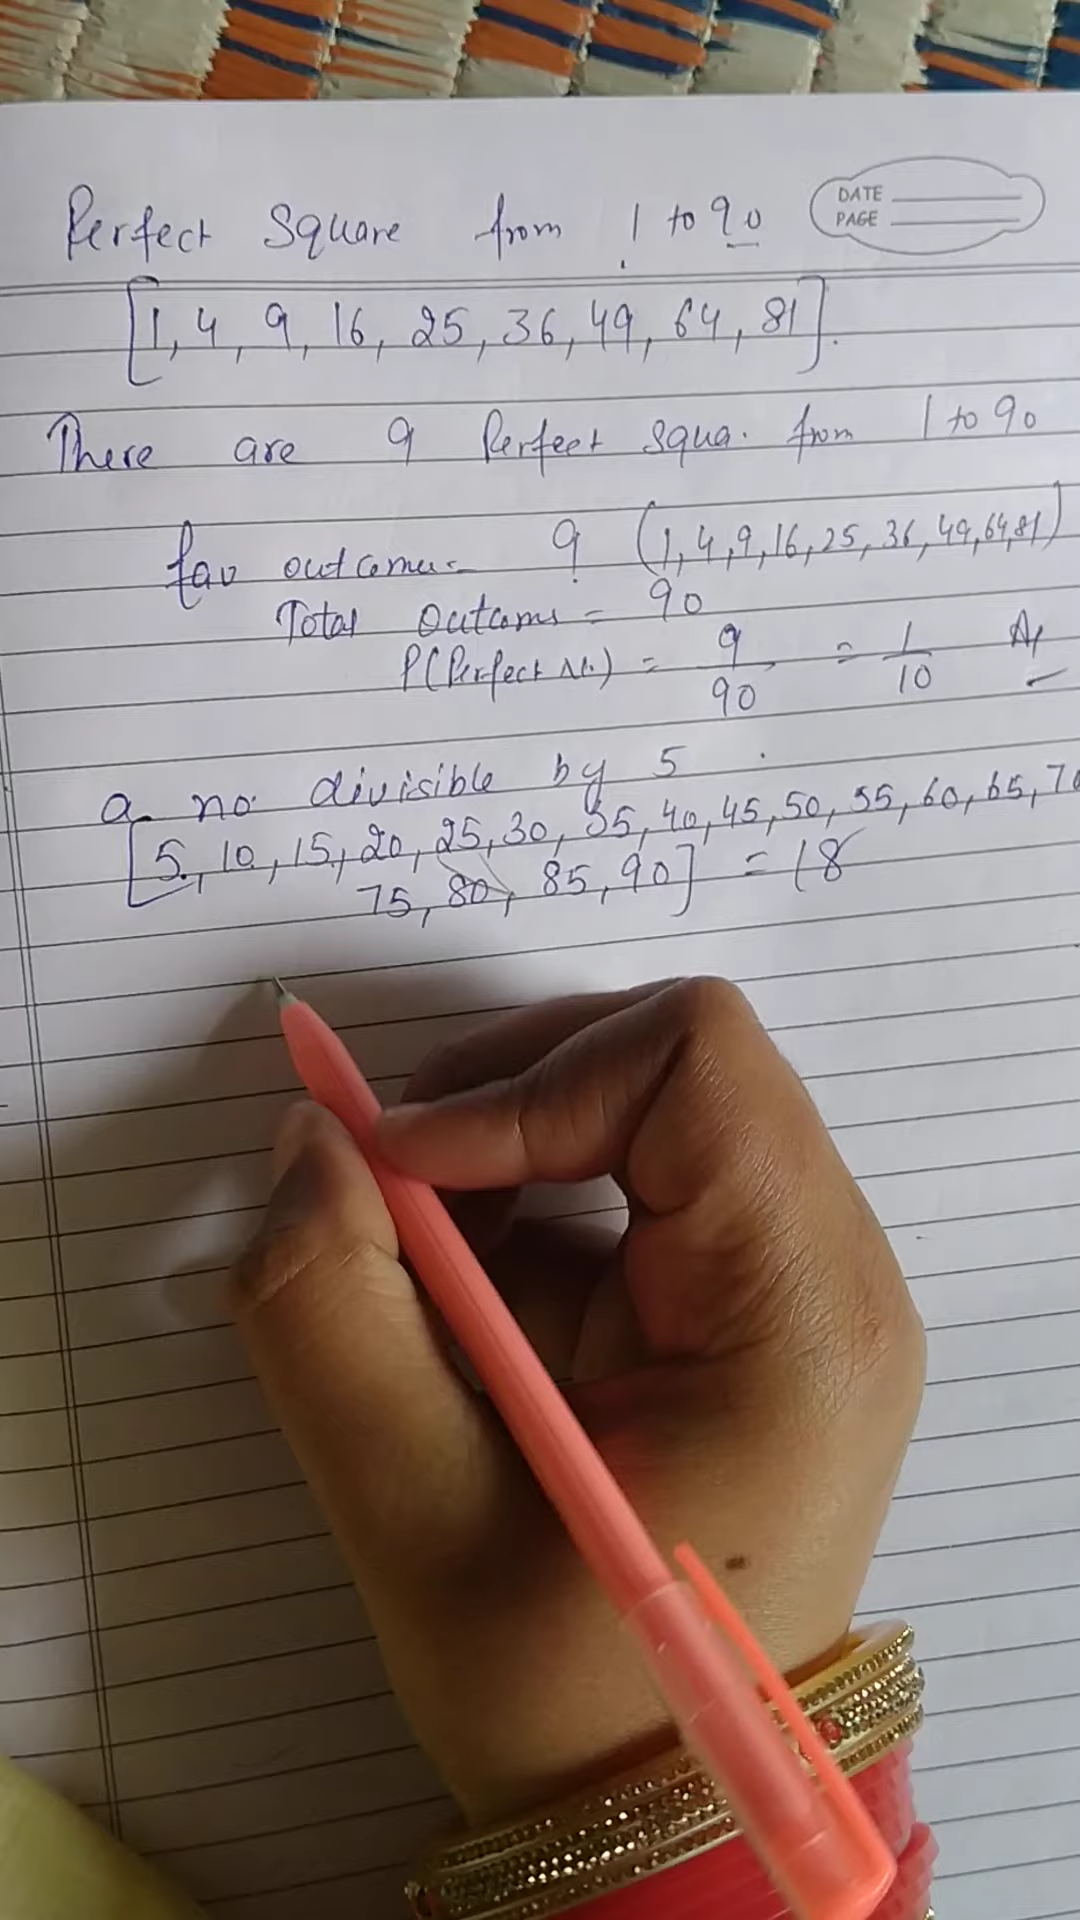 Perfect Square from 1 to 90
DATE
PAGE
[1, 4, 9, 16, 25, 36, 49, 64, 81].
There are 9 Perfect squa. from 1 to 90
fav outcome = 9 (1, 4, 9, 16, 25, 36, 49, 64, 81)
Total Outcoms = 90
P(Perfect No.) = 9/90 = 1/10
a no. divisible by 5
[5, 10, 15, 20, 25, 30, 35, 40, 45, 50, 55, 60, 65, 70
75, 80, 85, 90] = 18